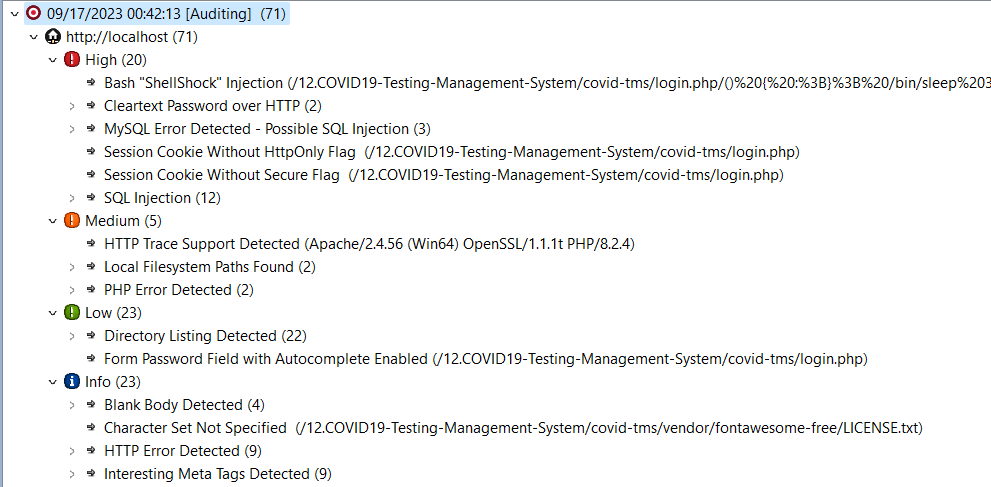 09/17/2023 00:42:13 [Auditing] (71)
http://localhost (71)
High (20)
Bash "ShellShock" Injection (/12.COVID19-Testing-Management-System/covid-tms/login.php/()%20{%20:%3B}%3B%20/bin/sleep%203
Cleartext Password over HTTP (2)
MySQL Error Detected - Possible SQL Injection (3)
Session Cookie Without HttpOnly Flag (/12.COVID19-Testing-Management-System/covid-tms/login.php)
Session Cookie Without Secure Flag (/12.COVID19-Testing-Management-System/covid-tms/login.php)
SQL Injection (12)
Medium (5)
HTTP Trace Support Detected (Apache/2.4.56 (Win64) OpenSSL/1.1.1t PHP/8.2.4)
Local Filesystem Paths Found (2)
PHP Error Detected (2)
Low (23)
Directory Listing Detected (22)
Form Password Field with Autocomplete Enabled (/12.COVID19-Testing-Management-System/covid-tms/login.php)
Info (23)
Blank Body Detected (4)
Character Set Not Specified (/12.COVID19-Testing-Management-System/covid-tms/vendor/fontawesome-free/LICENSE.txt)
HTTP Error Detected (9)
Interesting Meta Tags Detected (9)